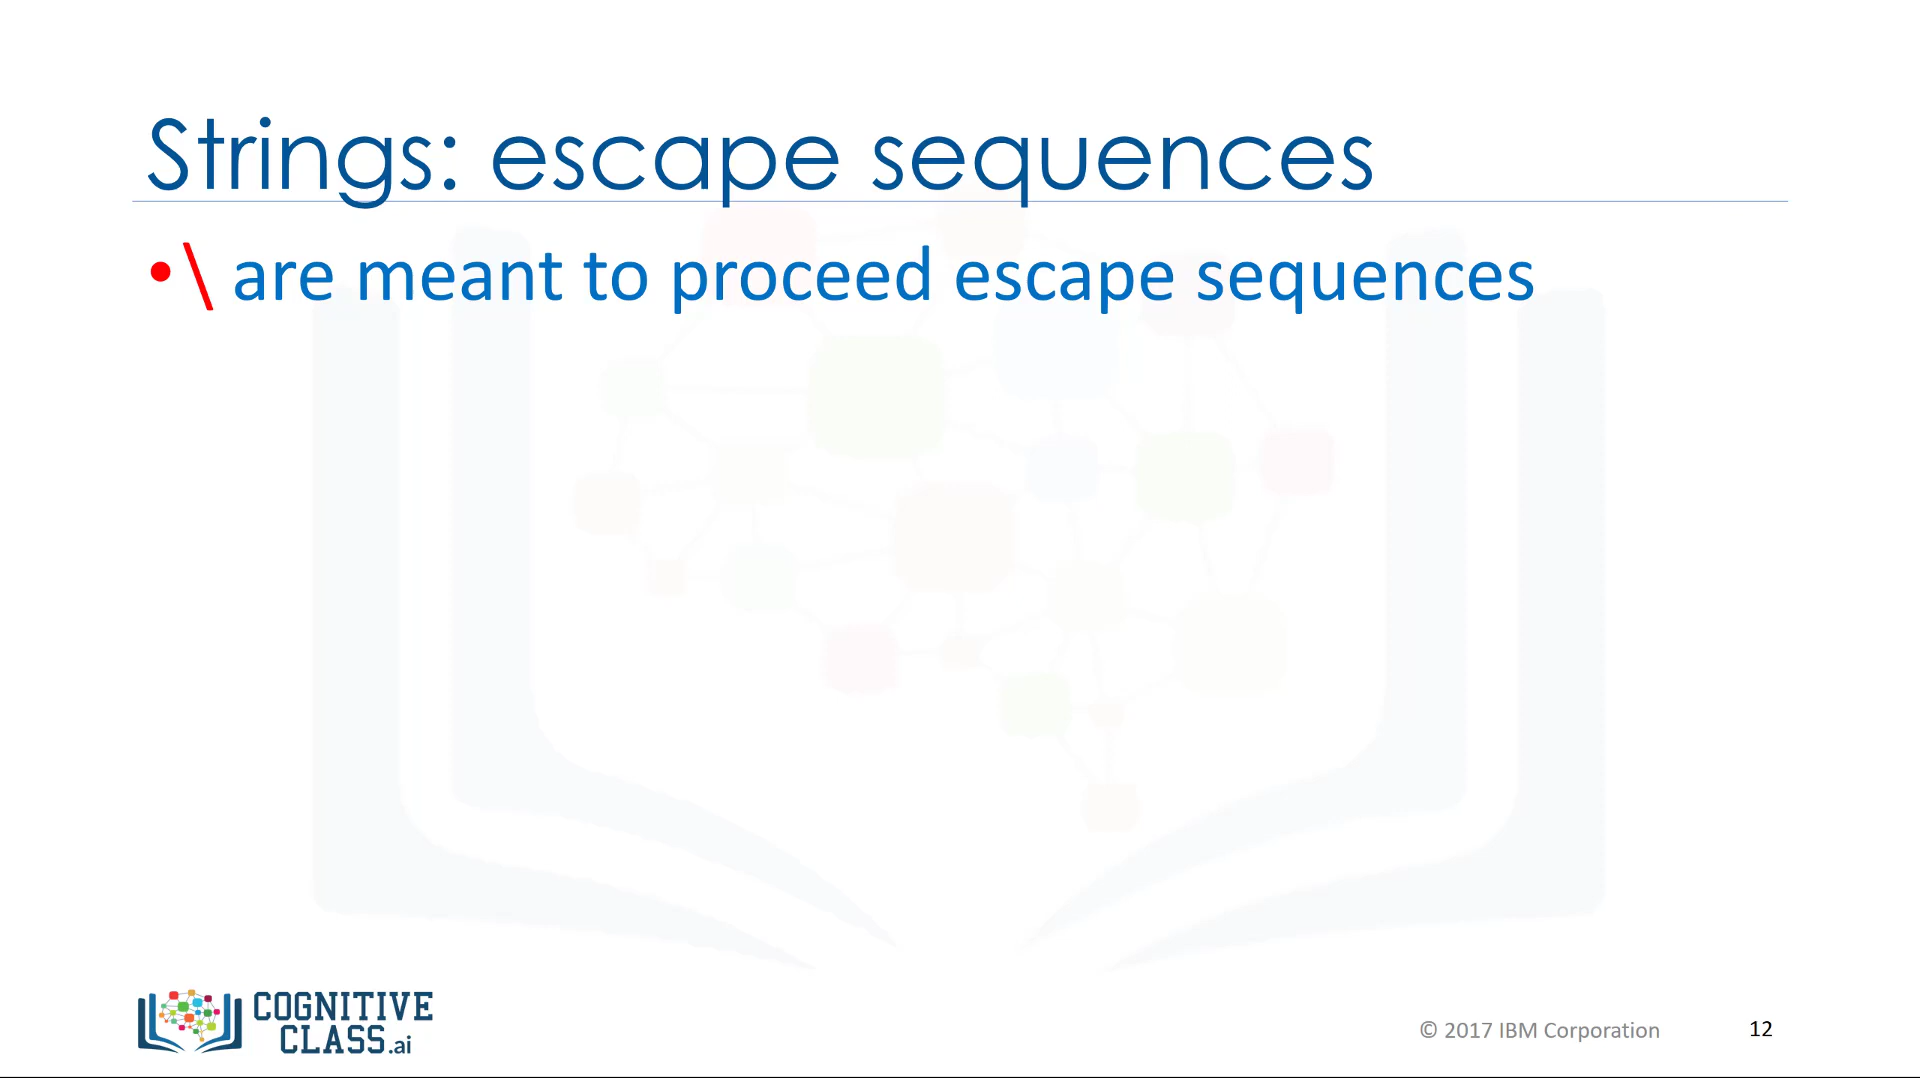 Strings: escape sequences
•\ are meant to proceed escape sequences
COGNITIVE
CLASS.ai
© 2017 IBM Corporation 12